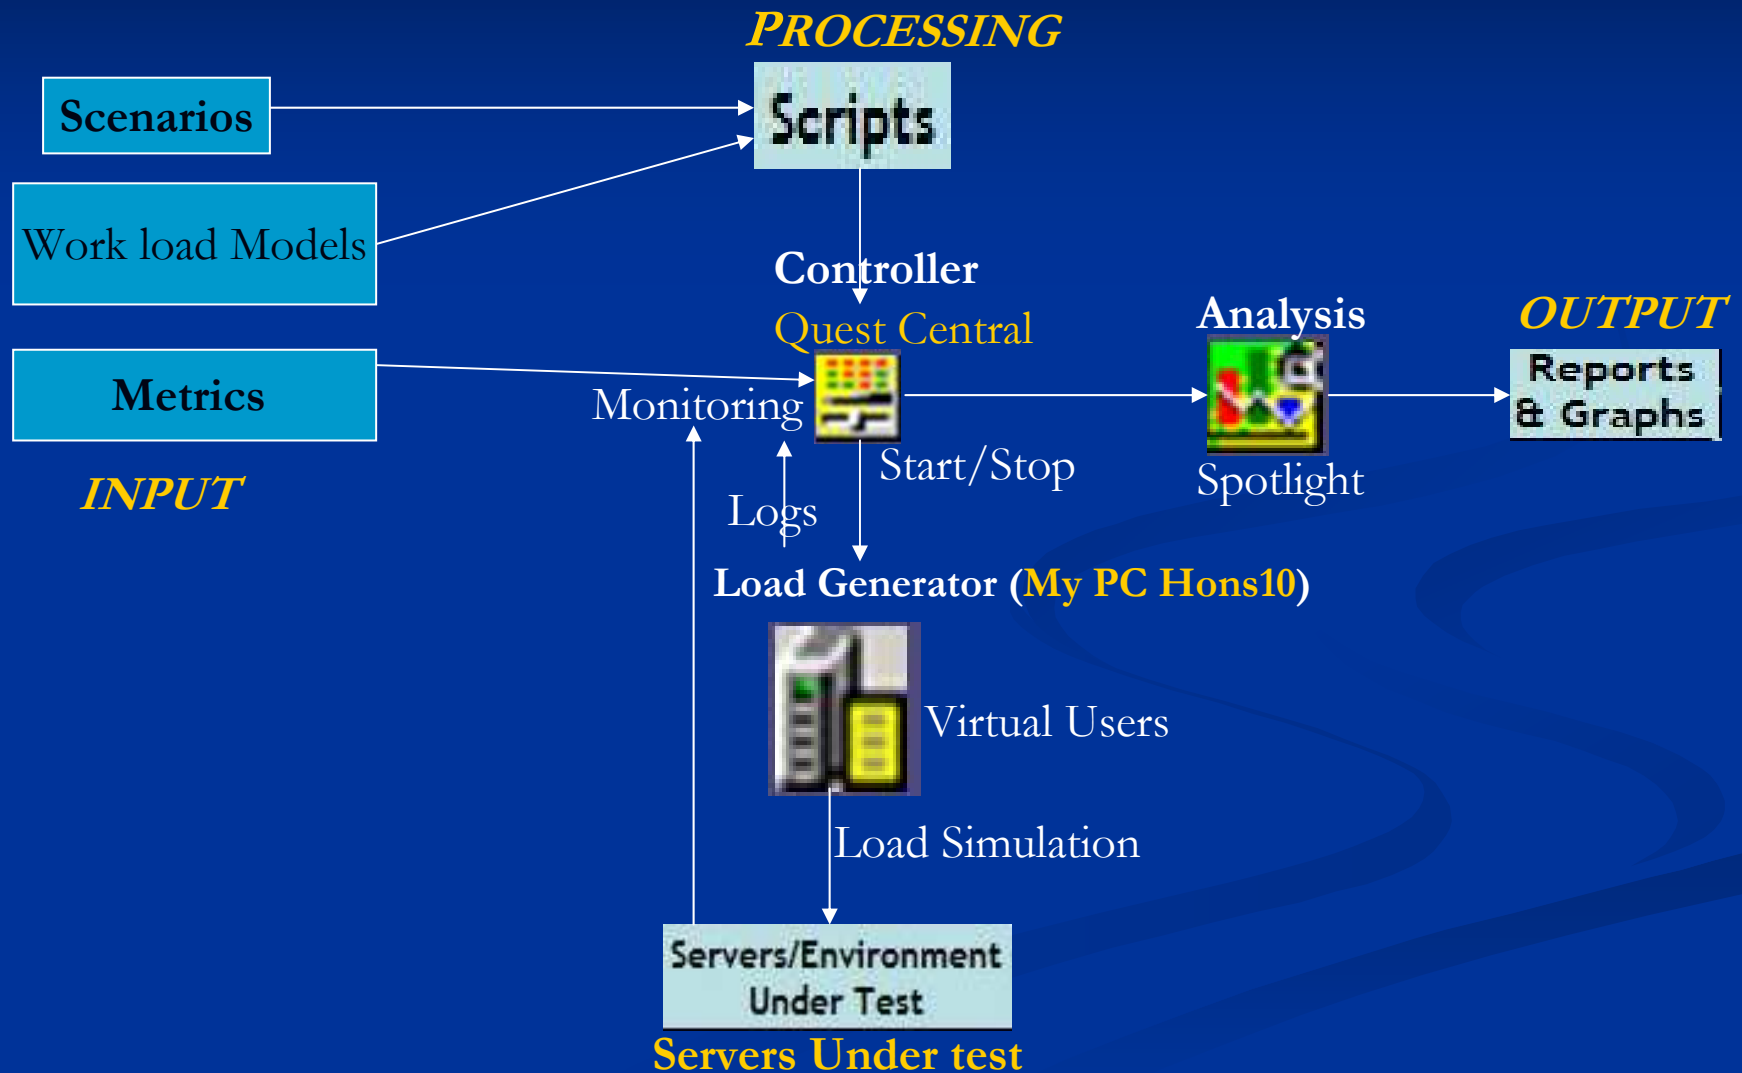 PROCESSING
Scenarios
Scripts
Work load Models
Controller
Quest Central
Analysis
OUTPUT
Metrics
Monitoring
Reports
& Graphs
Start/Stop
Spotlight
INPUT
Logs
Load Generator (My PC Hons10)
Virtual Users
Load Simulation
Servers/Environment
Under Test
Servers Under test